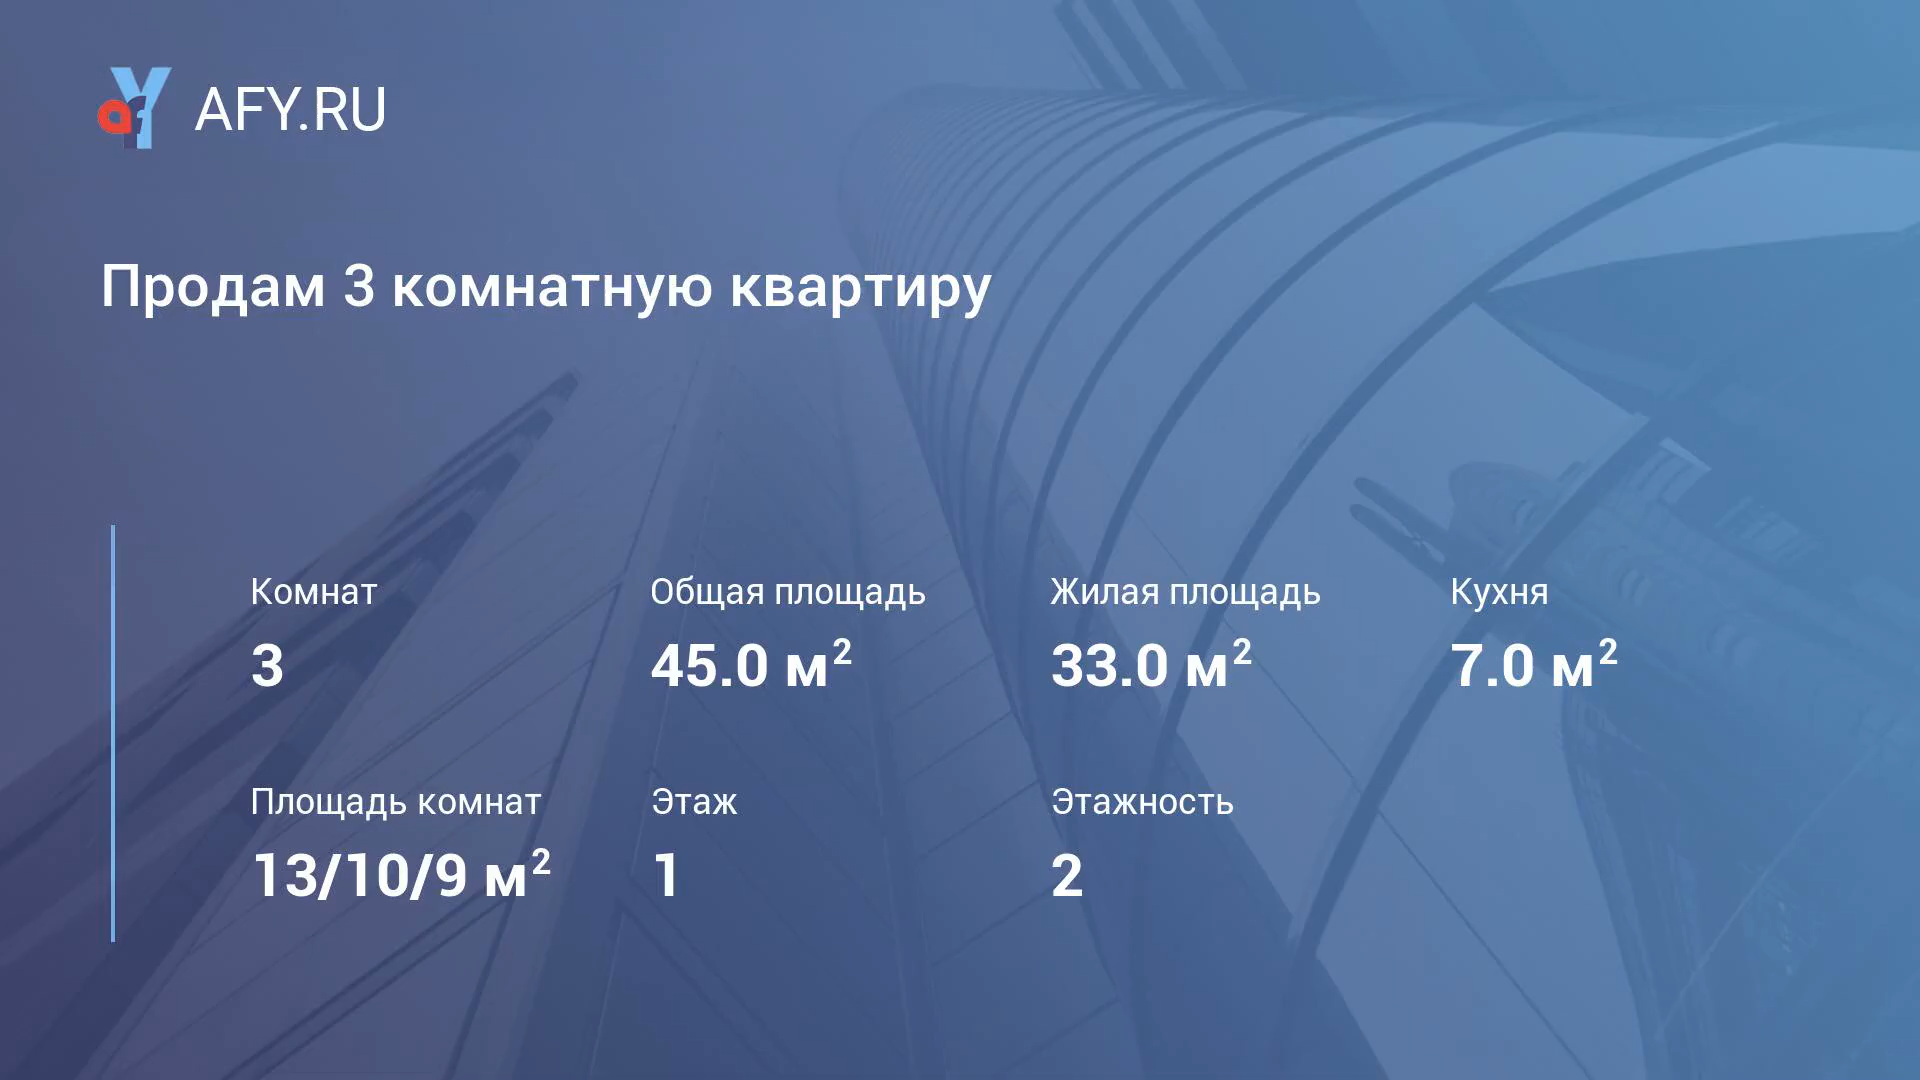 aFY AFY.RU
Продам 3 комнатную квартиру
Комнат
3
Общая площадь
45.0 м²
Жилая площадь
33.0 м²
Кухня
7.0 м²
Площадь комнат
13/10/9 м²
Этаж
1
Этажность
2